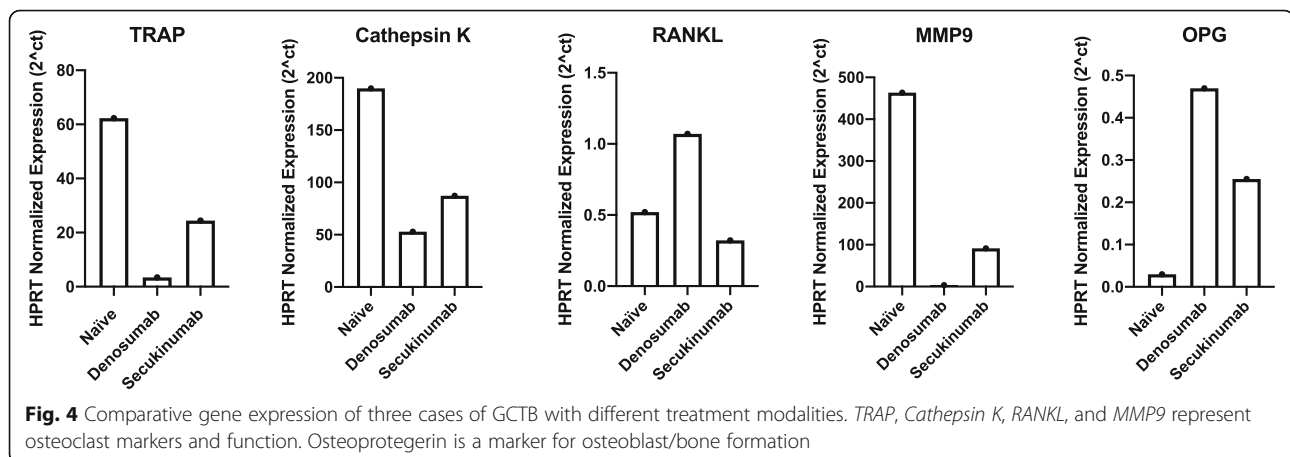 TRAP
HPRT Normalized Expression (2^ct)
80
60
40
20
0
Naïve
Denosumab
Secukinumab
Cathepsin K
HPRT Normalized Expression (2^ct)
200
150
100
50
0
Naïve
Denosumab
Secukinumab
RANKL
HPRT Normalized Expression (2^ct)
1.5
1.0
0.5
0.0
Naïve
Denosumab
Secukinumab
MMP9
HPRT Normalized Expression (2^ct)
500
400
300
200
100
0
Naïve
Denosumab
Secukinumab
OPG
HPRT Normalized Expression (2^ct)
0.5
0.4
0.3
0.2
0.1
0.0
Naïve
Denosumab
Secukinumab
Fig. 4 Comparative gene expression of three cases of GCTB with different treatment modalities. TRAP, Cathepsin K, RANKL, and MMP9 represent
osteoclast markers and function. Osteoprotegerin is a marker for osteoblast/bone formation